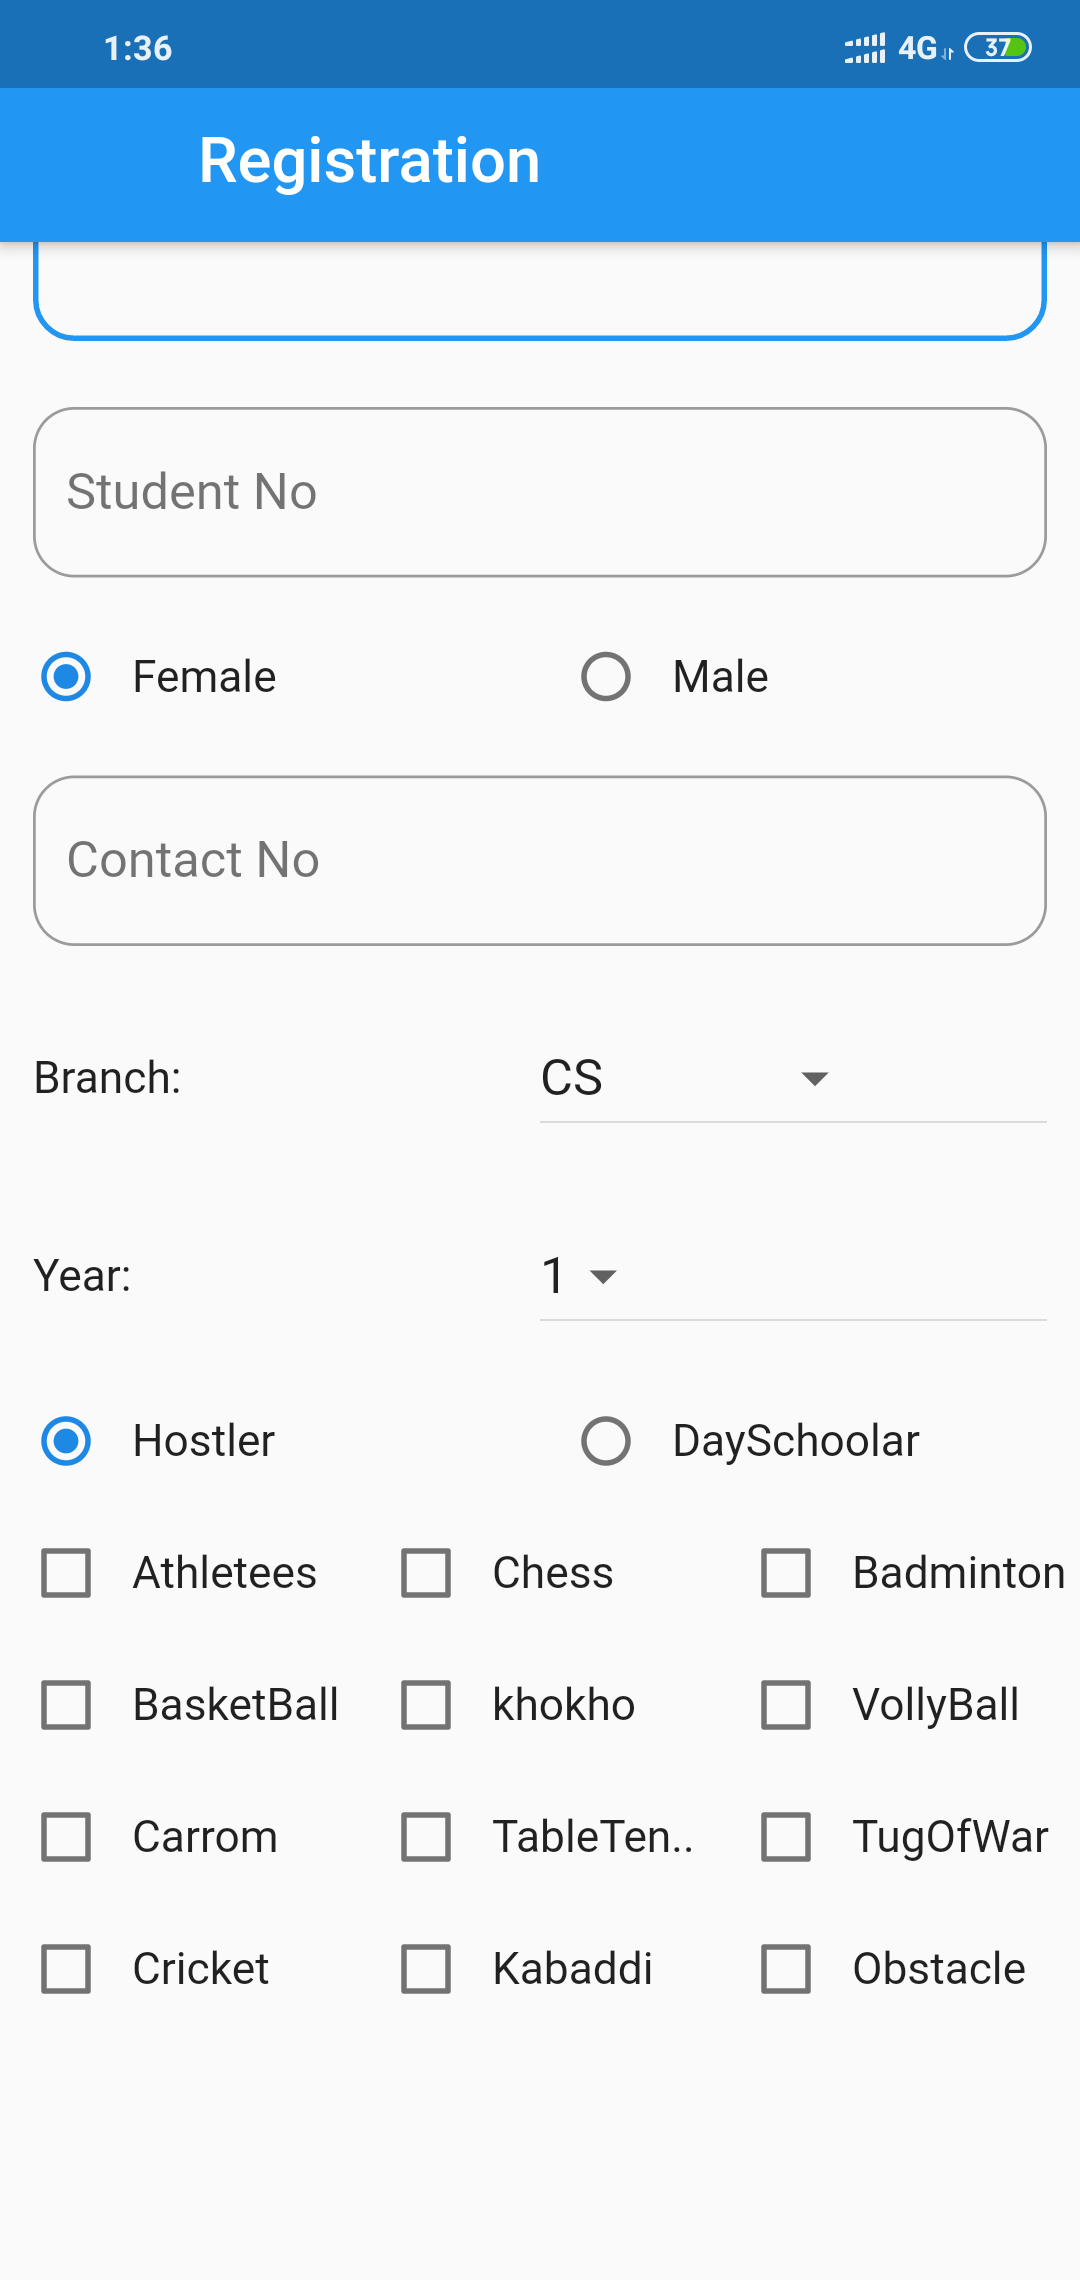 1:36 4G 37
Registration
Student No
Female Male
Contact No
Branch: CS
Year: 1
Hostler DaySchoolar
Athletees Chess Badminton
BasketBall khokho VollyBall
Carrom TableTen.. TugOfWar
Cricket Kabaddi Obstacle